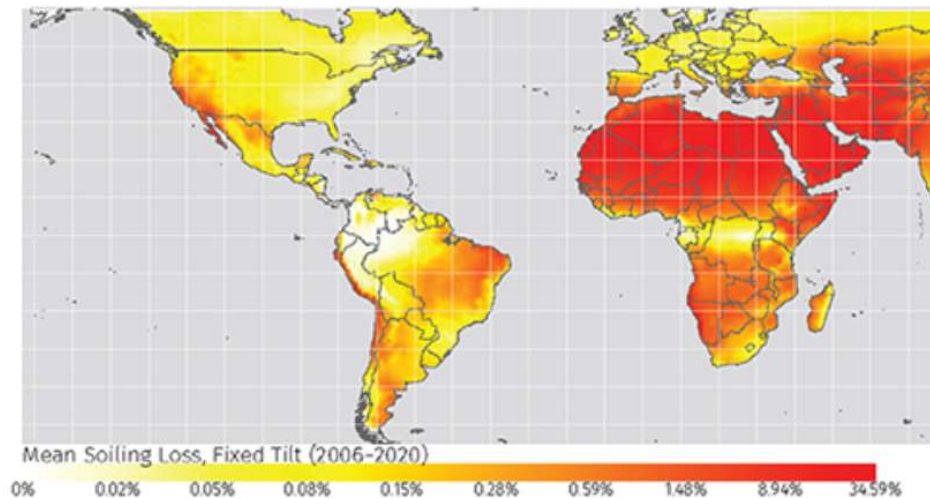 Mean Soiling Loss, Fixed Tilt (2006–2020)
0% 0.02% 0.05% 0.08% 0.15% 0.28% 0.59% 1.48% 8.94% 34.59%